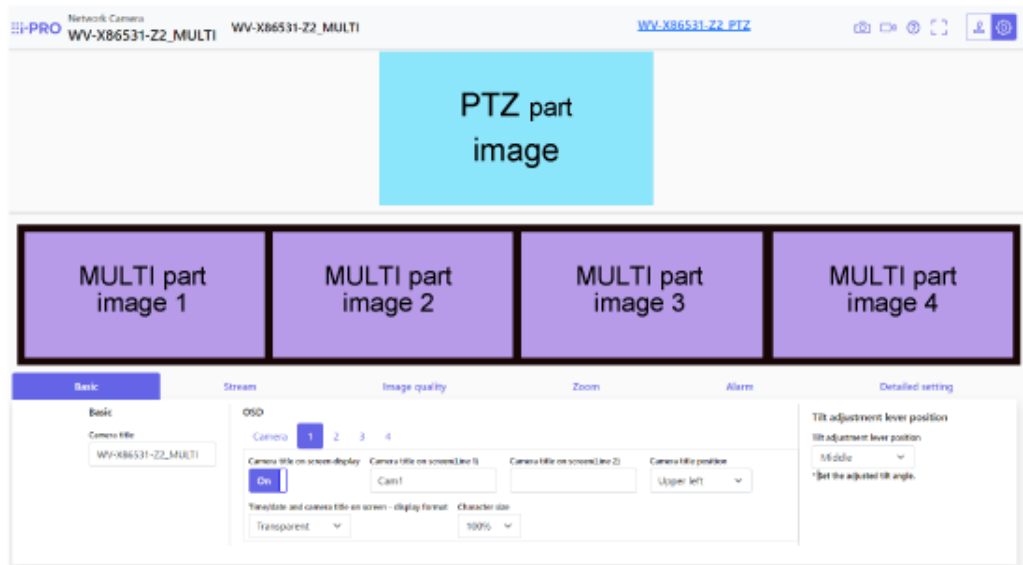 i-PRO
Network Camera
WV-X86531-Z2_MULTI
WV-X86531-Z2_MULTI
WV-X86531-Z2_PTZ
PTZ part
image
MULTI part
image 1
MULTI part
image 2
MULTI part
image 3
MULTI part
image 4
Basic
Stream
Image quality
Zoom
Alarm
Detailed setting
Basic
Camera title
WV-X86531-Z2_MULTI
OSD
Camera 1 2 3 4
Camera title on screen-display
On
Camera title on screen(Line 1)
Cam1
Camera title on screen(Line 2)
Camera title position
Upper left
Time/date and camera title on screen - display format
Transparent
Character size
100%
Tilt adjustment lever position
Tilt adjustment lever position
Middle
*Set the adjusted tilt angle.